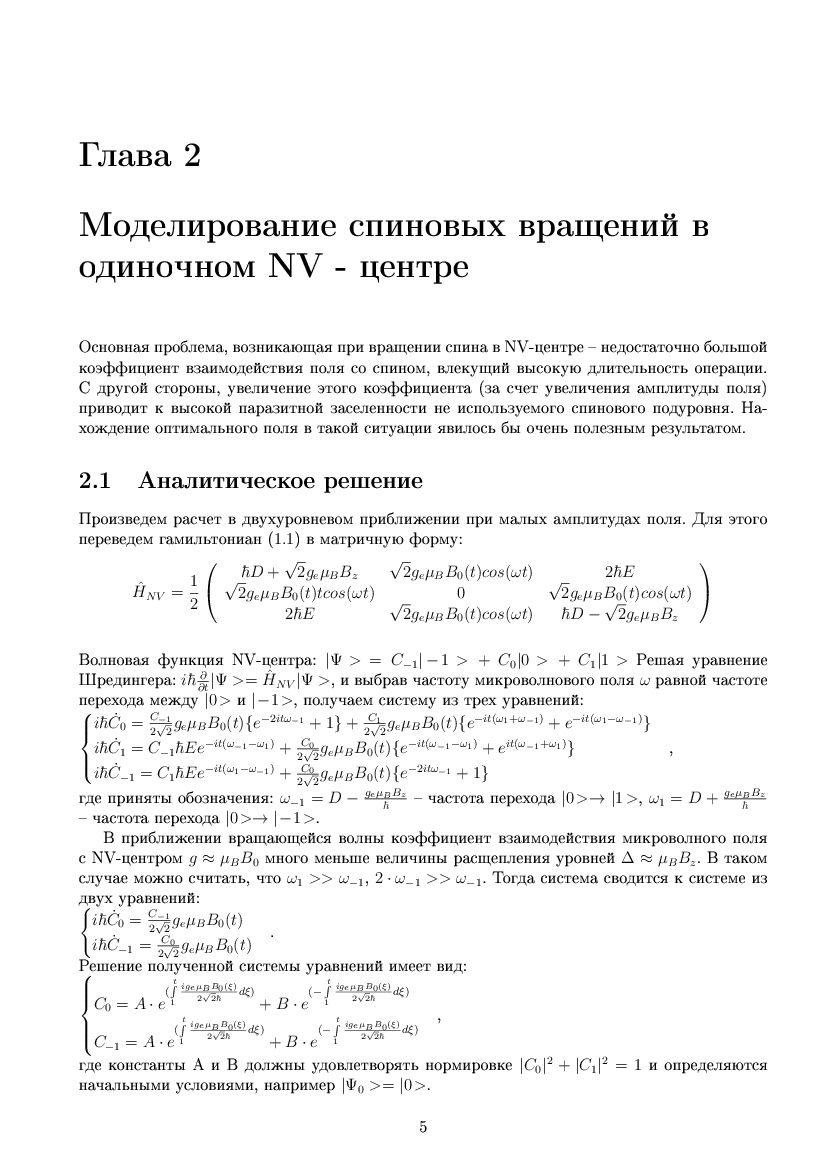 Глава 2
Моделирование спиновых вращений в
одиночном NV - центре
Основная проблема, возникающая при вращении спина в NV-центре – недостаточно большой
коэффициент взаимодействия поля со спином, влекущий высокую длительность операции.
С другой стороны, увеличение этого коэффициента (за счет увеличения амплитуды поля)
приводит к высокой паразитной заселенности не используемого спинового подуровня. На-
хождение оптимального поля в такой ситуации явилось бы очень полезным результатом.
2.1 Аналитическое решение
Произведем расчет в двухуровневом приближении при малых амплитудах поля. Для этого
переведем гамильтониан (1.1) в матричную форму:
$\hat{H}_{NV} = \frac{1}{2} \begin{pmatrix} \hbar D + \sqrt{2} g_e \mu_B B_z & \sqrt{2} g_e \mu_B B_0(t) cos(\omega t) & 2\hbar E \\ \sqrt{2} g_e \mu_B B_0(t) t cos(\omega t) & 0 & \sqrt{2} g_e \mu_B B_0(t) cos(\omega t) \\ 2\hbar E & \sqrt{2} g_e \mu_B B_0(t) cos(\omega t) & \hbar D - \sqrt{2} g_e \mu_B B_z \end{pmatrix}$
Волновая функция NV-центра: $|\Psi > = C_{-1}|-1 > + C_0|0 > + C_1|1 >$ Решая уравнение
Шредингера: $i\hbar \frac{\partial}{\partial t}|\Psi >= \hat{H}_{NV}|\Psi >$, и выбрав частоту микроволнового поля $\omega$ равной частоте
перехода между $|0>$ и $|-1>$, получаем систему из трех уравнений:
$\begin{cases} i\hbar \dot{C}_0 = \frac{C_{-1}}{2\sqrt{2}} g_e \mu_B B_0(t)\{e^{-2it\omega_{-1}} + 1\} + \frac{C_1}{2\sqrt{2}} g_e \mu_B B_0(t)\{e^{-it(\omega_1+\omega_{-1})} + e^{-it(\omega_1-\omega_{-1})}\} \\ i\hbar \dot{C}_1 = C_{-1}\hbar E e^{-it(\omega_{-1}-\omega_1)} + \frac{C_0}{2\sqrt{2}} g_e \mu_B B_0(t)\{e^{-it(\omega_{-1}-\omega_1)} + e^{it(\omega_{-1}+\omega_1)}\} \\ i\hbar \dot{C}_{-1} = C_1 \hbar E e^{-it(\omega_1-\omega_{-1})} + \frac{C_0}{2\sqrt{2}} g_e \mu_B B_0(t)\{e^{-2it\omega_{-1}} + 1\} \end{cases}$,
где приняты обозначения: $\omega_{-1} = D - \frac{g_e \mu_B B_z}{\hbar}$ – частота перехода $|0>\to |1>$, $\omega_1 = D + \frac{g_e \mu_B B_z}{\hbar}$
– частота перехода $|0>\to |-1>$.
В приближении вращающейся волны коэффициент взаимодействия микроволного поля
с NV-центром $g \approx \mu_B B_0$ много меньше величины расщепления уровней $\Delta \approx \mu_B B_z$. В таком
случае можно считать, что $\omega_1 >> \omega_{-1}$, $2 \cdot \omega_{-1} >> \omega_{-1}$. Тогда система сводится к системе из
двух уравнений:
$\begin{cases} i\hbar \dot{C}_0 = \frac{C_{-1}}{2\sqrt{2}} g_e \mu_B B_0(t) \\ i\hbar \dot{C}_{-1} = \frac{C_0}{2\sqrt{2}} g_e \mu_B B_0(t) \end{cases}$.
Решение полученной системы уравнений имеет вид:
$\begin{cases} C_0 = A \cdot e^{(\int_1^t \frac{i g_e \mu_B B_0(\xi)}{2\sqrt{2}\hbar} d\xi)} + B \cdot e^{(-\int_1^t \frac{i g_e \mu_B B_0(\xi)}{2\sqrt{2}\hbar} d\xi)} \\ C_{-1} = A \cdot e^{(\int_1^t \frac{i g_e \mu_B B_0(\xi)}{2\sqrt{2}\hbar} d\xi)} + B \cdot e^{(-\int_1^t \frac{i g_e \mu_B B_0(\xi)}{2\sqrt{2}\hbar} d\xi)} \end{cases}$,
где константы A и B должны удовлетворять нормировке $|C_0|^2 + |C_1|^2 = 1$ и определяются
начальными условиями, например $|\Psi_0 >= |0>$.
5